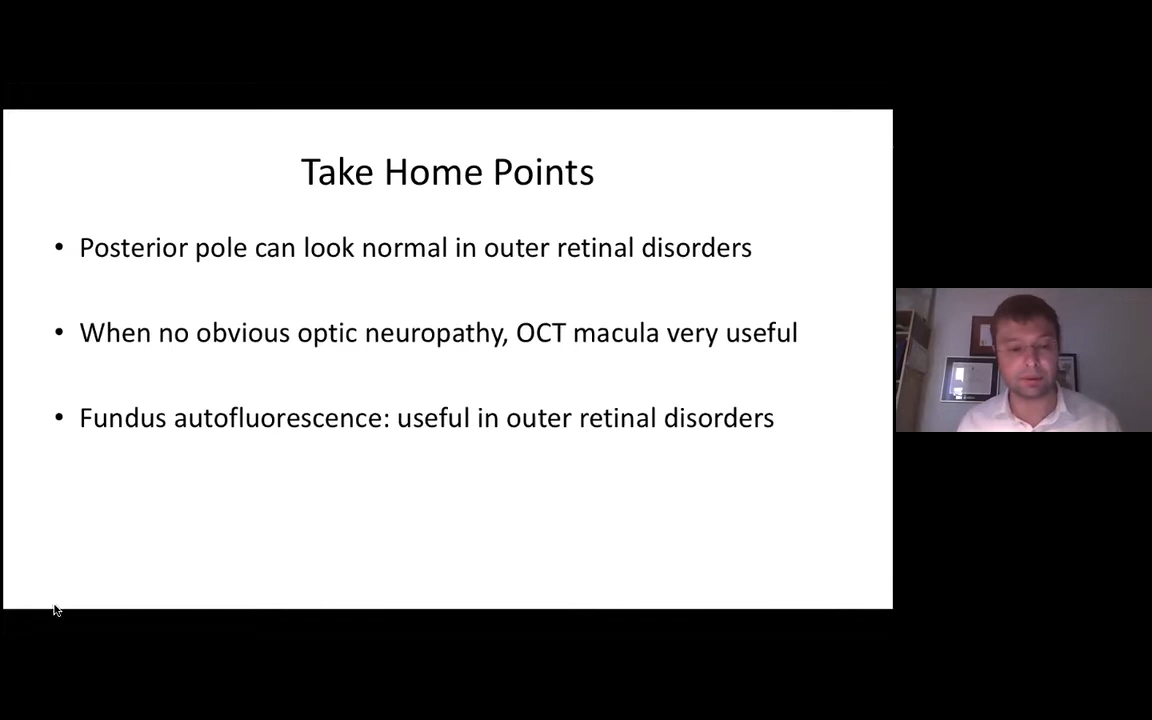 Take Home Points
• Posterior pole can look normal in outer retinal disorders
• When no obvious optic neuropathy, OCT macula very useful
• Fundus autofluorescence: useful in outer retinal disorders